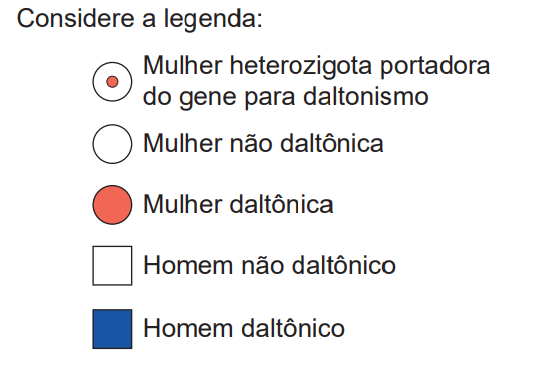 Considere a legenda:
Mulher heterozigota portadora
do gene para daltonismo
Mulher não daltônica
Mulher daltônica
Homem não daltônico
Homem daltônico